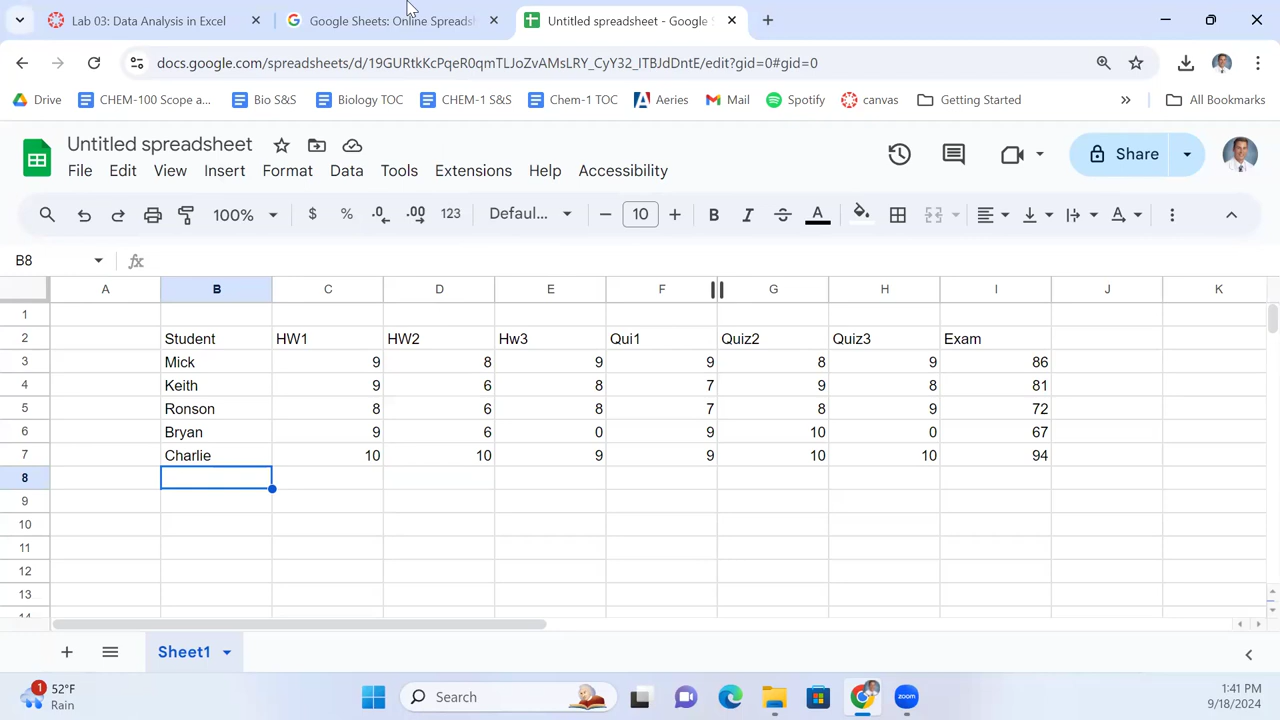 Lab 03: Data Analysis in Excel
Google Sheets: Online Spreads
Untitled spreadsheet - Google S
docs.google.com/spreadsheets/d/19GURtkKcPqeR0qmTLJoZvAMsLRY_CyY32_lTBJdDntE/edit?gid=0#gid=0
Drive CHEM-100 Scope a... Bio S&S Biology TOC CHEM-1 S&S Chem-1 TOC Aeries Mail Spotify canvas Getting Started » All Bookmarks
Untitled spreadsheet
Share
File Edit View Insert Format Data Tools Extensions Help Accessibility
100% $ % .0 .00 123 Defaul... − 10 + B I S A A
B8 fx
A B C D E F G H I J K
1
2 Student HW1 HW2 Hw3 Qui1 Quiz2 Quiz3 Exam
3 Mick 9 8 9 9 8 9 86
4 Keith 9 6 8 7 9 8 81
5 Ronson 8 6 8 7 8 9 72
6 Bryan 9 6 0 9 10 0 67
7 Charlie 10 10 9 9 10 10 94
8
9
10
11
12
13
14
+ Sheet1
1 52°F
Rain
Search
zoom
1:41 PM
9/18/2024